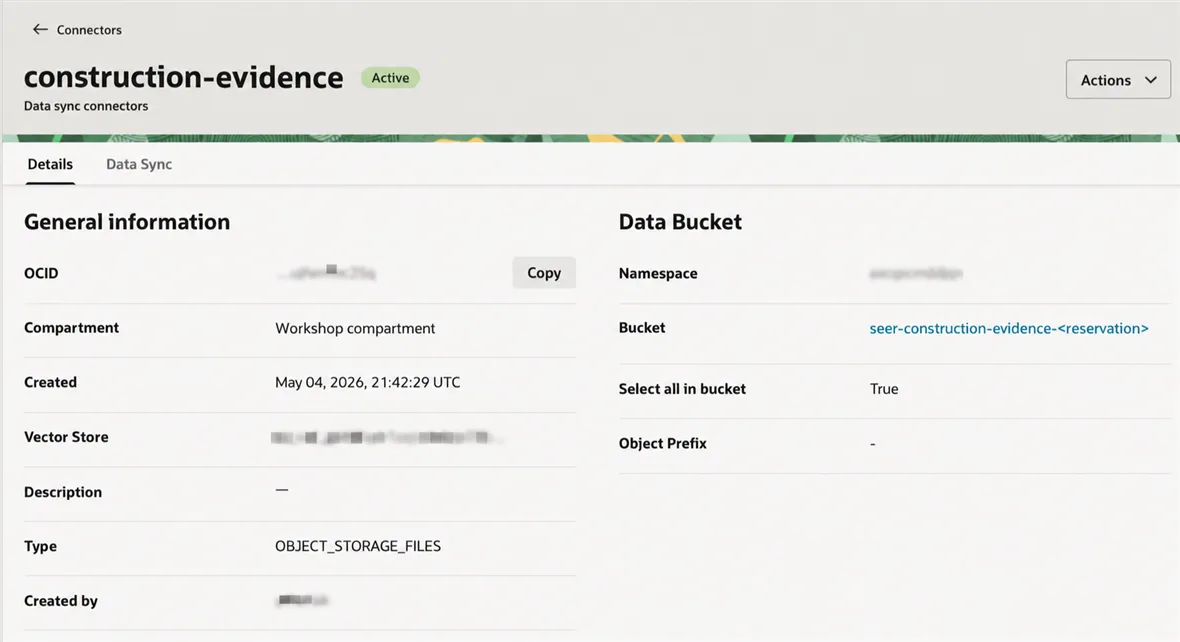 ← Connectors
construction-evidence Active
Actions
Data sync connectors
Details Data Sync
General information
OCID Copy
Compartment Workshop compartment
Created May 04, 2026, 21:42:29 UTC
Vector Store
Description —
Type OBJECT_STORAGE_FILES
Created by
Data Bucket
Namespace
Bucket seer-construction-evidence-<reservation>
Select all in bucket True
Object Prefix -